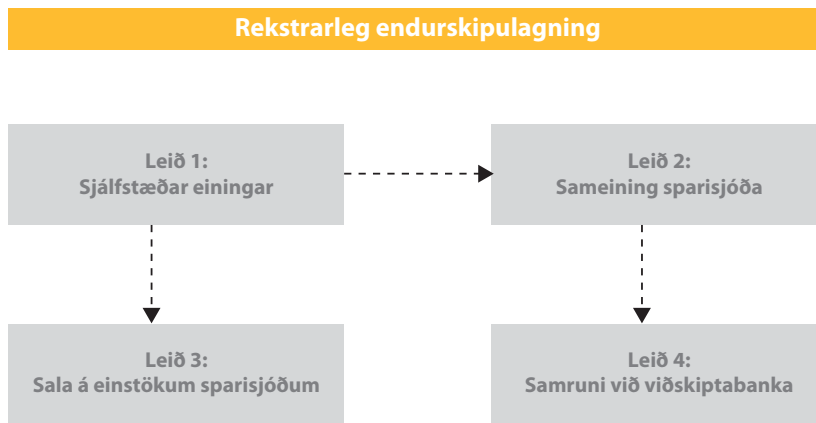 Rekstrarleg endurskipulagning
Leið 1:
Sjálfstæðar einingar
Leið 2:
Sameining sparisjóða
Leið 3:
Sala á einstökum sparisjóðum
Leið 4:
Samruni við viðskiptabanka